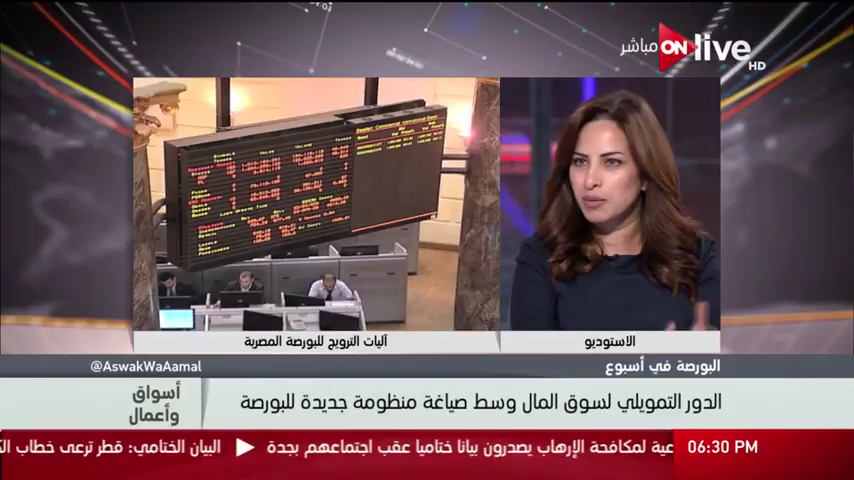 مباشر ON live
HD
آليات الترويج للبورصة المصرية
الاستوديو
البورصة في أسبوع
@AswakWaAamal
الدور التمويلي لسوق المال وسط صياغة منظومة جديدة للبورصة
أسواق
وأعمال
عية لمكافحة الإرهاب يصدرون بيانا ختاميا عقب اجتماعهم بجدة
البيان الختامي: قطر ترعى خطاب الك
06:30 PM